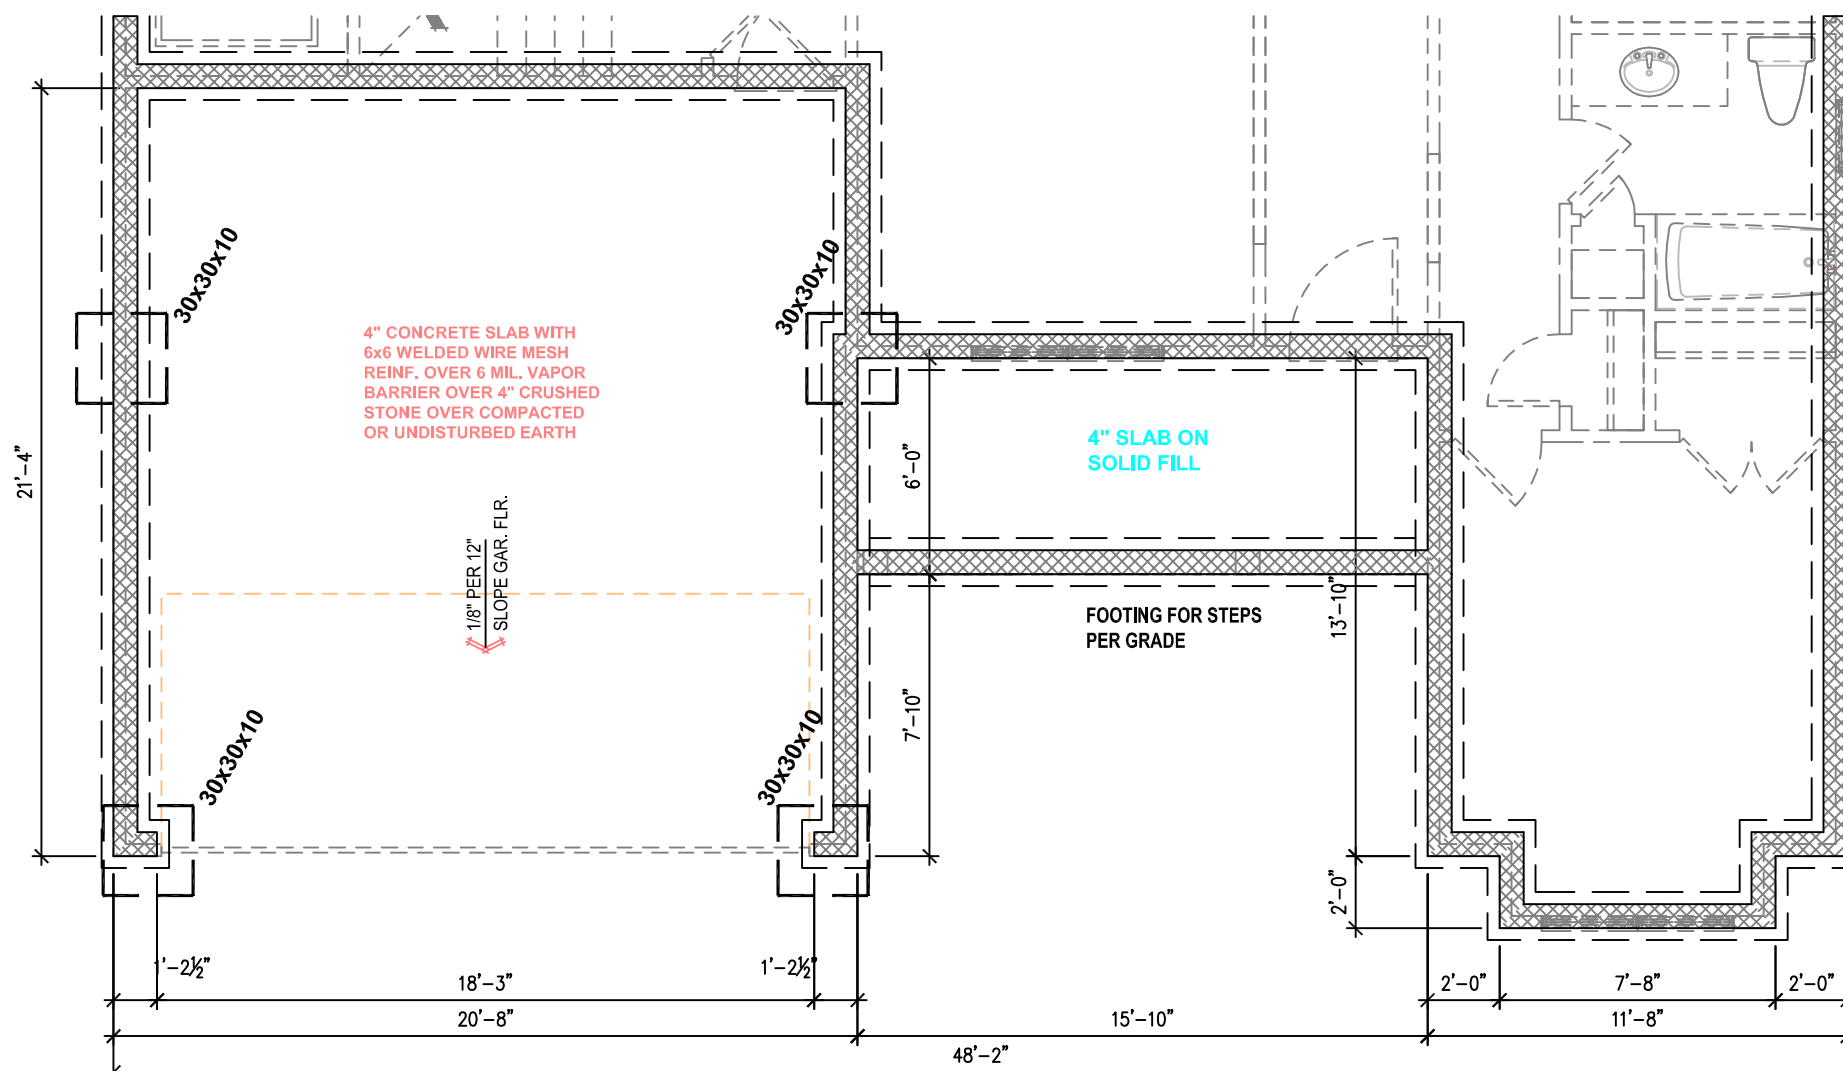 30x30x10
30x30x10
4" CONCRETE SLAB WITH
6x6 WELDED WIRE MESH
REINF. OVER 6 MIL. VAPOR
BARRIER OVER 4" CRUSHED
STONE OVER COMPACTED
OR UNDISTURBED EARTH
21'-4"
6'-0"
4" SLAB ON
SOLID FILL
1/8" PER 12"
SLOPE GAR. FLR.
13'-10"
FOOTING FOR STEPS
PER GRADE
7'-10"
30x30x10
30x30x10
2'-0"
1'-2½"
1'-2½"
18'-3"
2'-0"
7'-8"
2'-0"
20'-8"
15'-10"
11'-8"
48'-2"